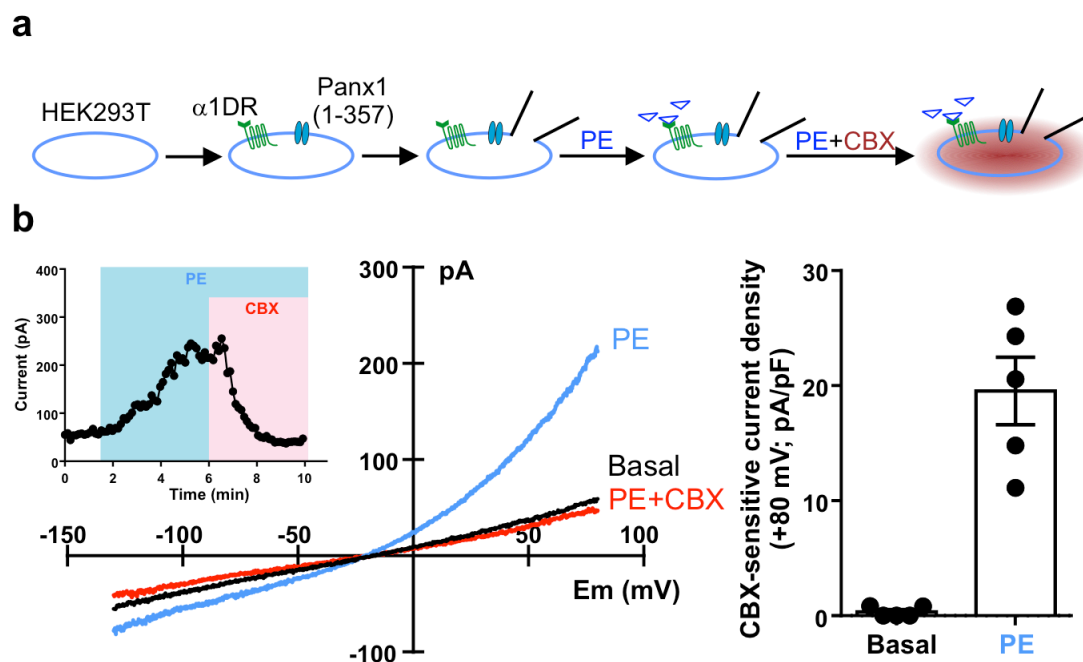 a
HEK293T
α1DR
Panx1
(1-357)
PE
PE+CBX
b
400
300
200
100
0
Current (pA)
PE
CBX
0 2 4 6 8 10
Time (min)
300
200
100
-100
pA
PE
Basal
PE+CBX
-150 -100 -50 50 100
Em (mV)
CBX-sensitive current density
(+80 mV; pA/pF)
30
20
10
0
Basal PE